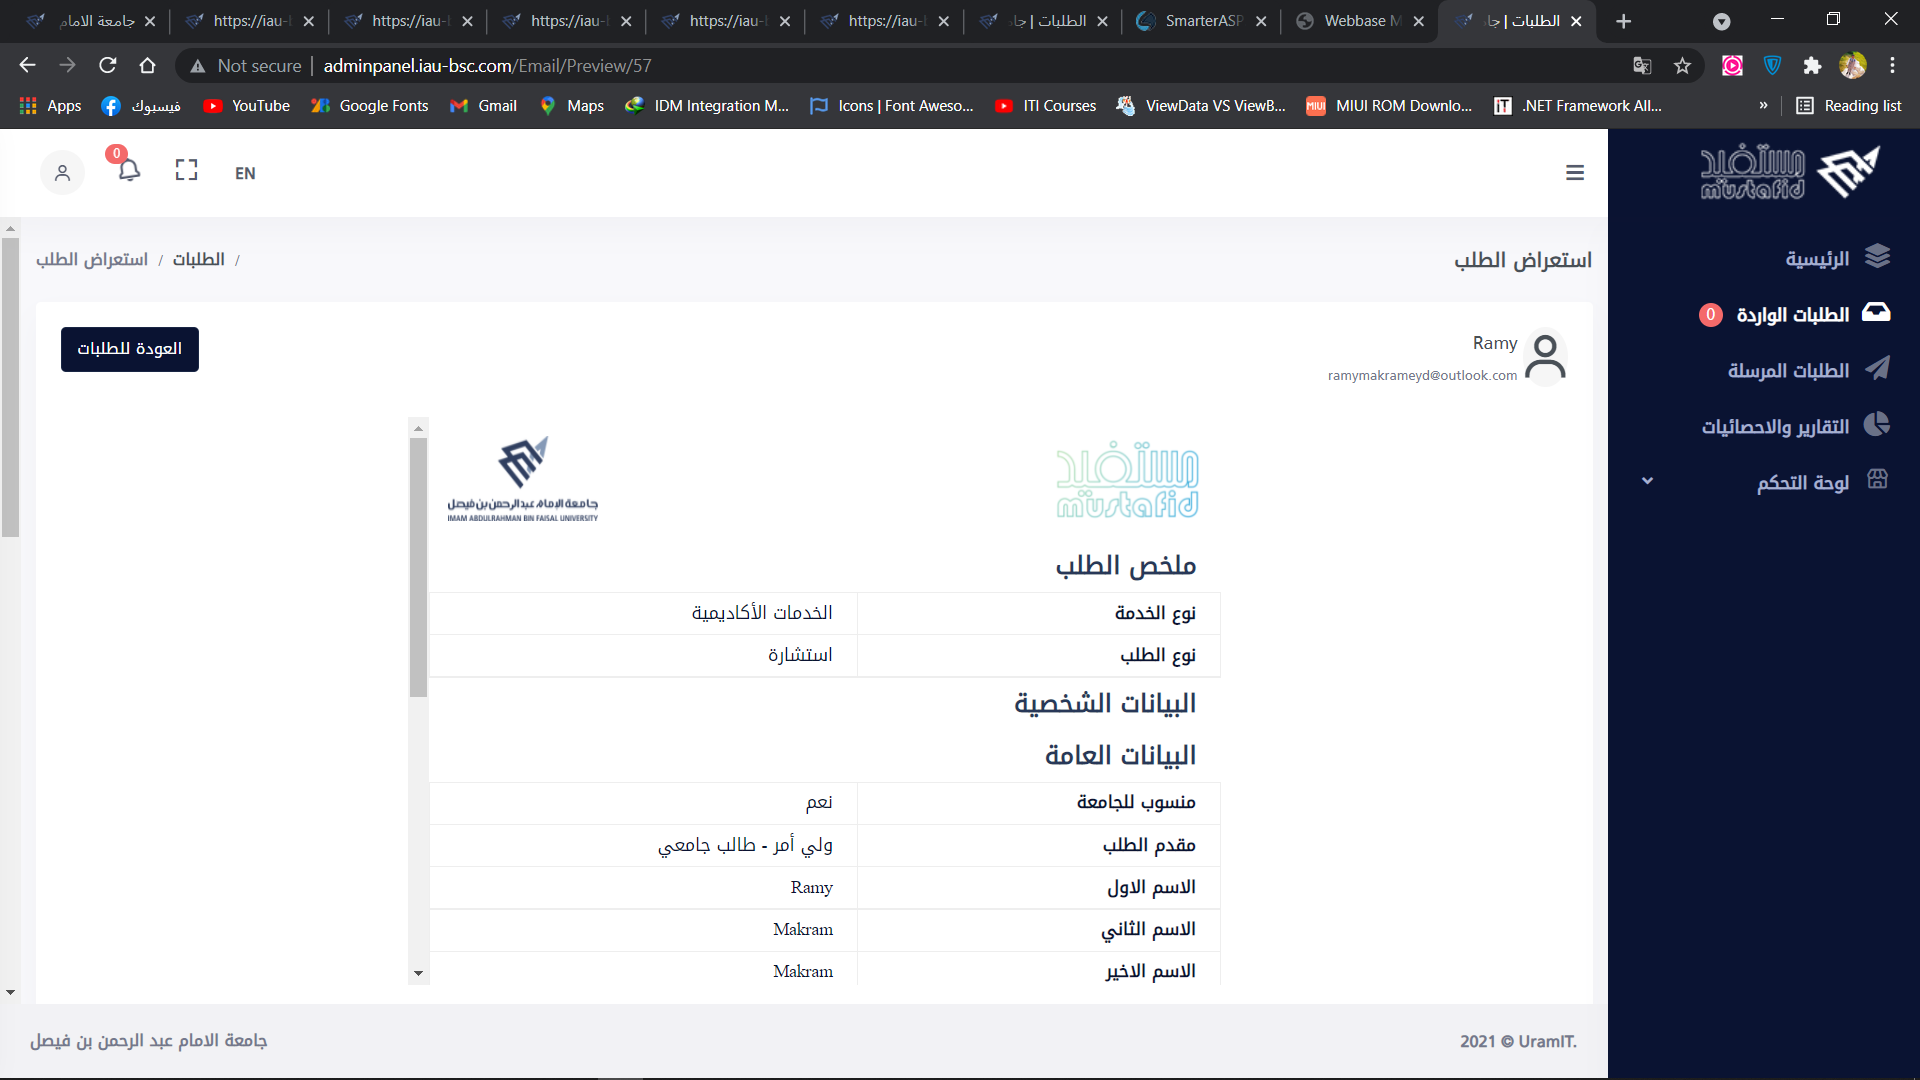 جامعة الامام
https://iau-b
https://iau-b
https://iau-b
https://iau-b
https://iau-b
الطلبات | جا
SmarterASP
Webbase M
الطلبات | جا
Not secure
adminpanel.iau-bsc.com/Email/Preview/57
Apps
فيسبوك
YouTube
Google Fonts
Gmail
Maps
IDM Integration M...
Icons | Font Aweso...
ITI Courses
ViewData VS ViewB...
MIUI ROM Downlo...
.NET Framework All...
»
Reading list
0
EN
مستفيد
mustafid
الرئيسية
الطلبات الواردة 0
الطلبات المرسلة
التقارير والاحصائيات
لوحة التحكم
استعراض الطلب
/ الطلبات / استعراض الطلب
Ramy
ramymakrameyd@outlook.com
العودة للطلبات
مستفيد
mustafid
جامعة الإمام عبدالرحمن بن فيصل
IMAM ABDULRAHMAN BIN FAISAL UNIVERSITY
ملخص الطلب
نوع الخدمة الخدمات الأكاديمية
نوع الطلب استشارة
البيانات الشخصية
البيانات العامة
منسوب للجامعة نعم
مقدم الطلب ولي أمر - طالب جامعي
الاسم الاول Ramy
الاسم الثاني Makram
الاسم الاخير Makram
2021 © UramIT.
جامعة الامام عبد الرحمن بن فيصل